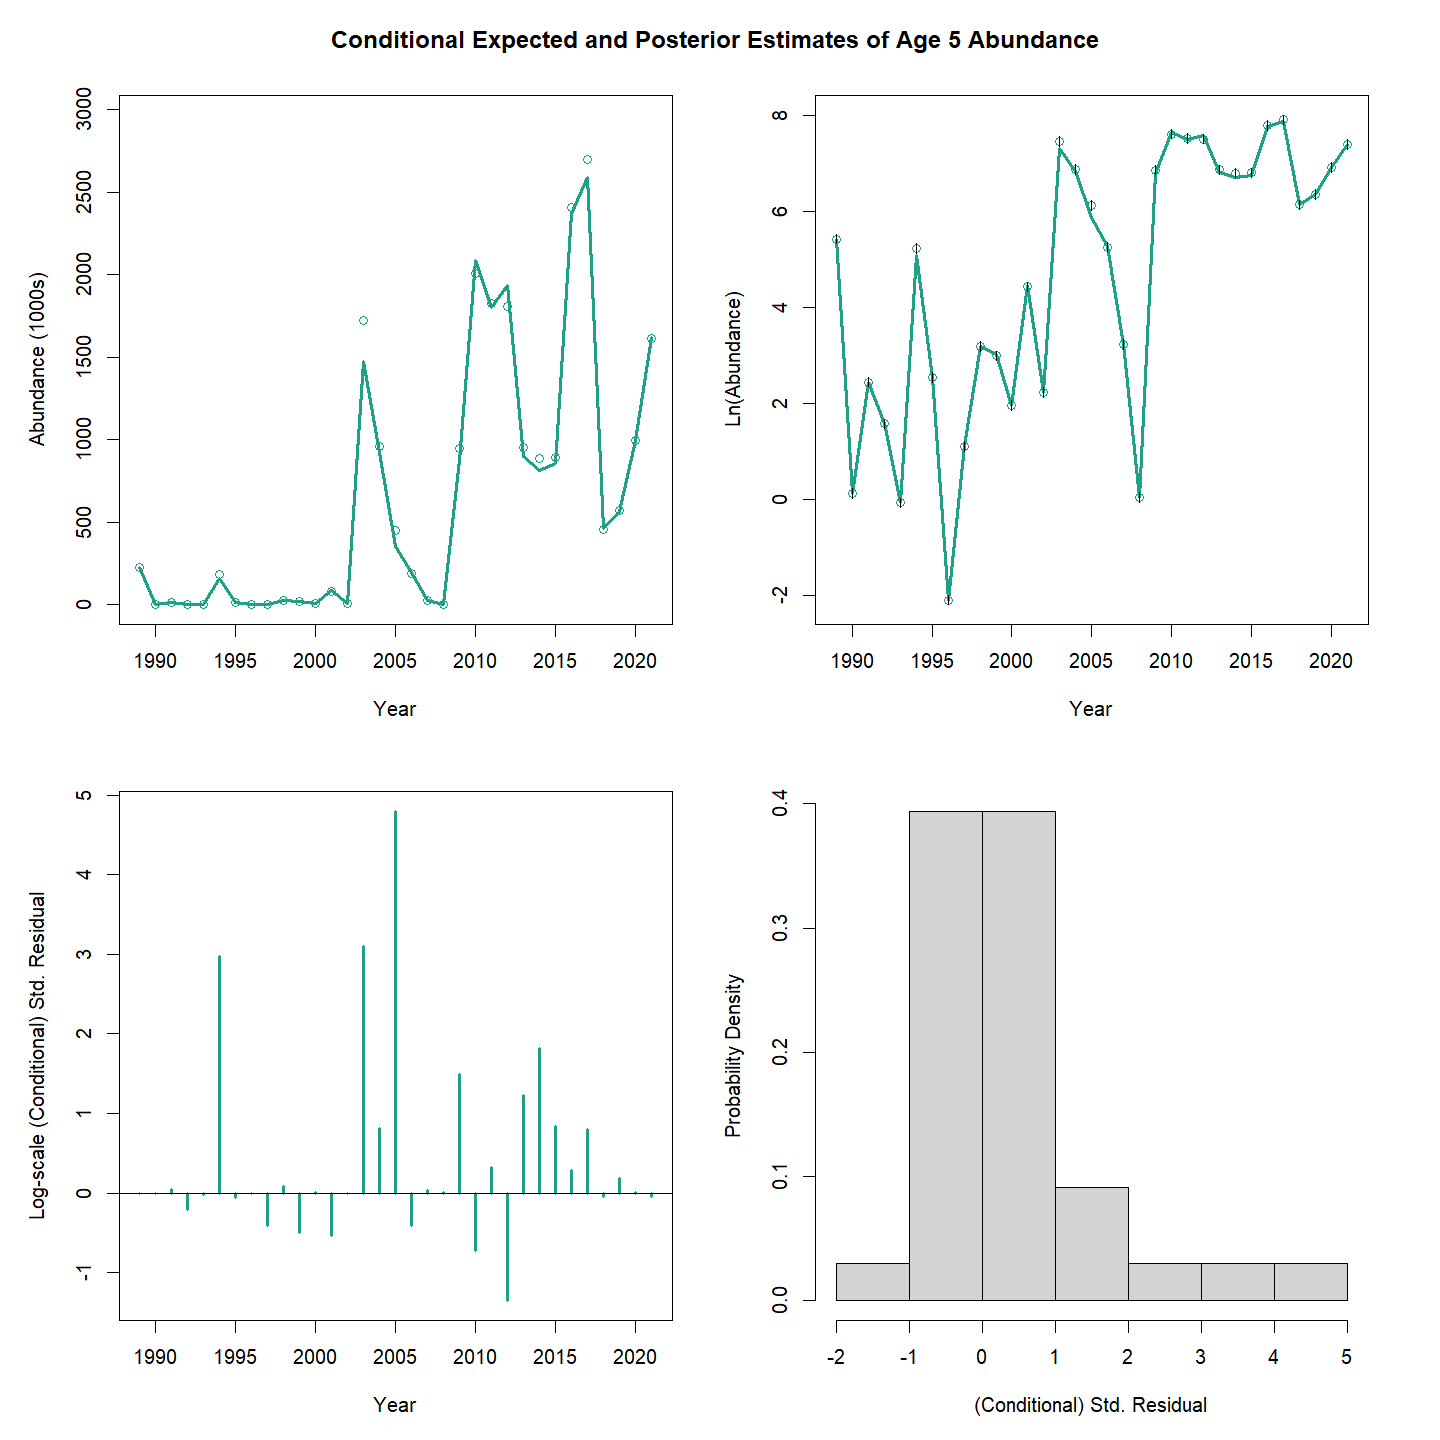 Conditional Expected and Posterior Estimates of Age 5 Abundance
Abundance (1000s)
3000
2500
2000
1500
1000
500
0
1990 1995 2000 2005 2010 2015 2020
Year
Ln(Abundance)
8
6
4
2
0
-2
1990 1995 2000 2005 2010 2015 2020
Year
Log-scale (Conditional) Std. Residual
5
4
3
2
1
0
-1
1990 1995 2000 2005 2010 2015 2020
Year
Probability Density
0.4
0.3
0.2
0.1
0.0
-2 -1 0 1 2 3 4 5
(Conditional) Std. Residual